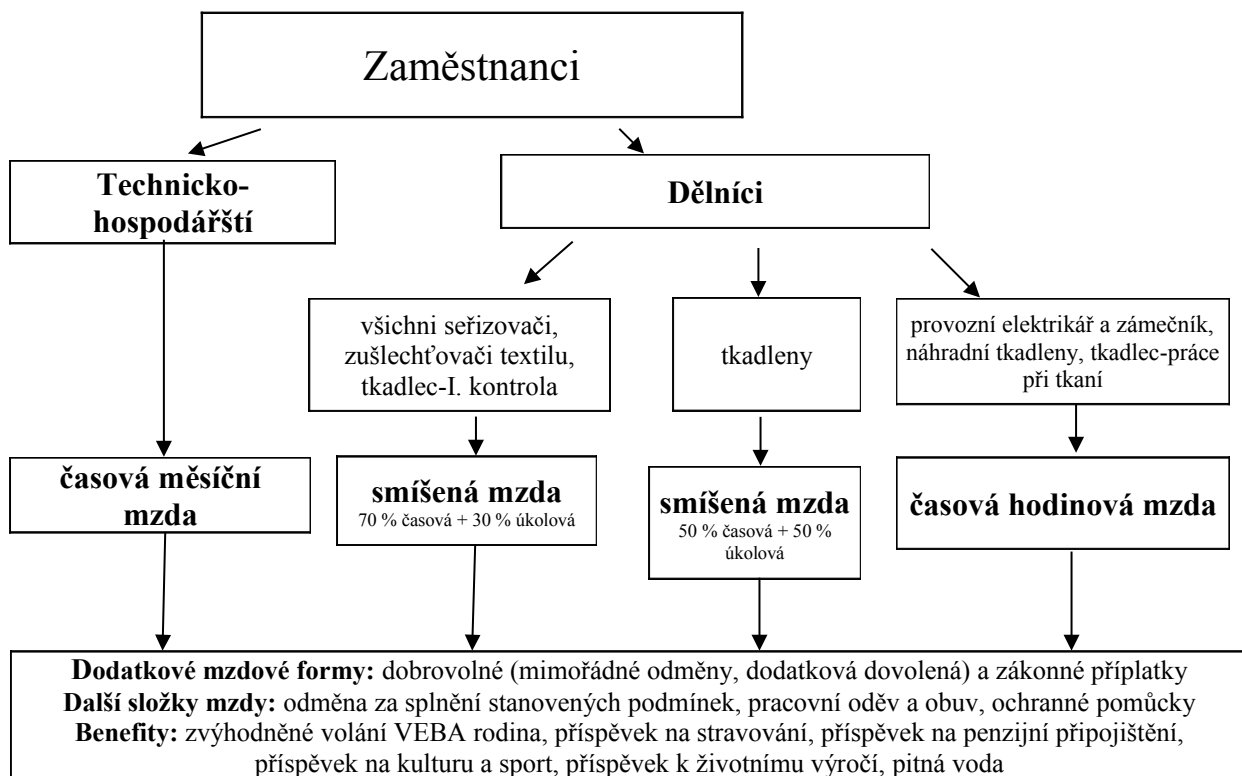 Zaměstnanci
Technicko-
hospodářští
Dělníci
všichni seřizovači,
zušlechťovači textilu,
tkadlec-I. kontrola
tkadleny
provozní elektrikář a zámečník,
náhradní tkadleny, tkadlec-práce
při tkaní
časová měsíční
mzda
smíšená mzda
70 % časová + 30 % úkolová
smíšená mzda
50 % časová + 50 %
úkolová
časová hodinová mzda
Dodatkové mzdové formy: dobrovolné (mimořádné odměny, dodatková dovolená) a zákonné příplatky
Další složky mzdy: odměna za splnění stanovených podmínek, pracovní oděv a obuv, ochranné pomůcky
Benefity: zvýhodněné volání VEBA rodina, příspěvek na stravování, příspěvek na penzijní připojištění,
příspěvek na kulturu a sport, příspěvek k životnímu výročí, pitná voda